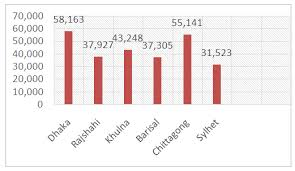 70,000
60,000
50,000
40,000
30,000
20,000
10,000
0
58,163
37,927
43,248
37,305
55,141
31,523
Dhaka
Rajshahi
Khulna
Barisal
Chittagong
Sylhet